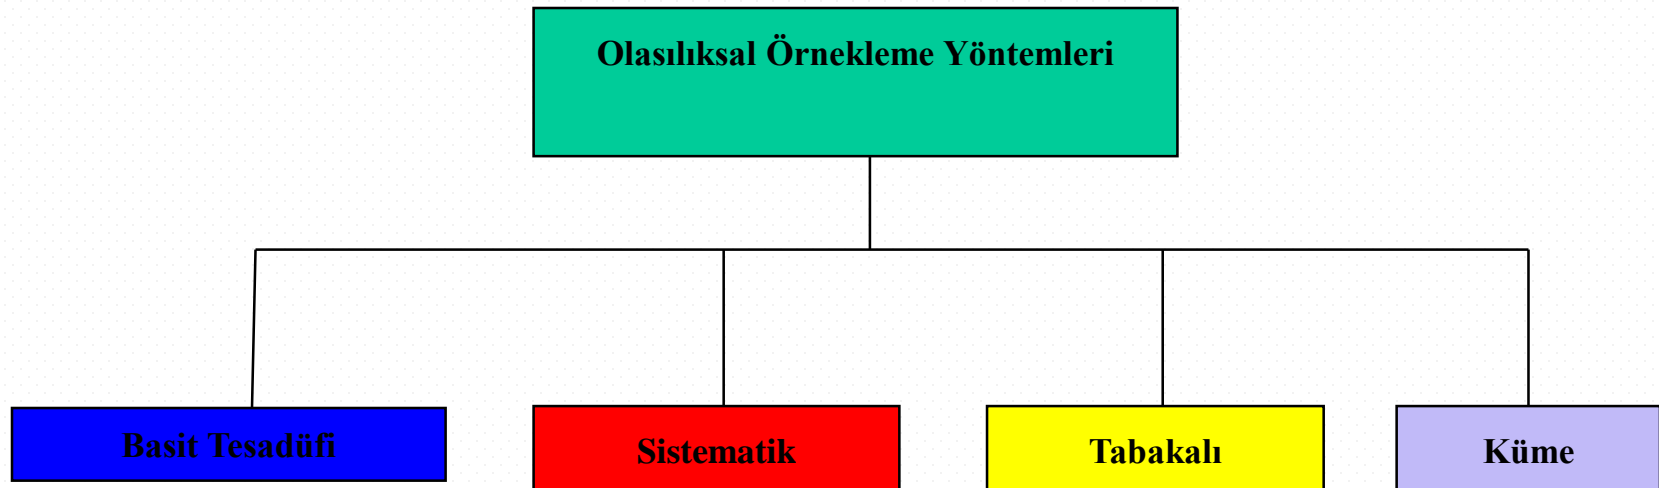 Olasılıksal Örnekleme Yöntemleri
Basit Tesadüfi
Sistematik
Tabakalı
Küme